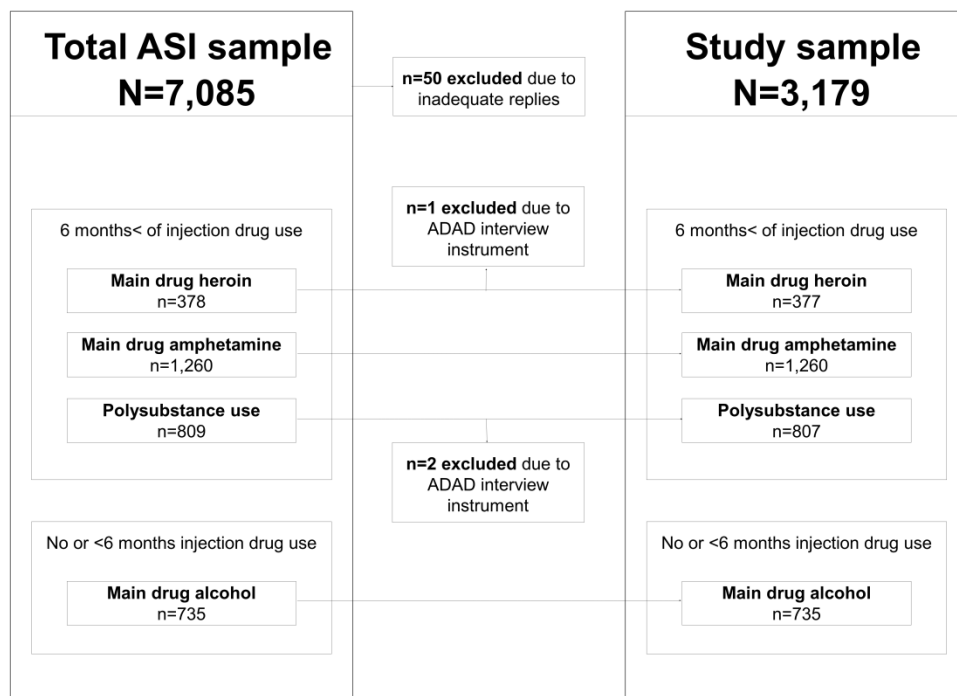 Total ASI sample
N=7,085
n=50 excluded due to
inadequate replies
Study sample
N=3,179
6 months< of injection drug use
Main drug heroin
n=378
Main drug amphetamine
n=1,260
Polysubstance use
n=809
n=1 excluded due to
ADAD interview
instrument
n=2 excluded due to
ADAD interview
instrument
6 months< of injection drug use
Main drug heroin
n=377
Main drug amphetamine
n=1,260
Polysubstance use
n=807
No or <6 months injection drug use
Main drug alcohol
n=735
No or <6 months injection drug use
Main drug alcohol
n=735